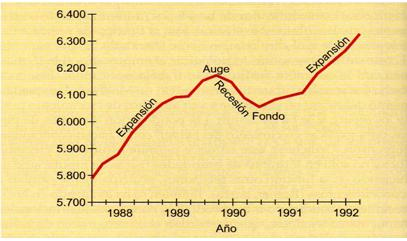 6.400
6.300
6.200
6.100
6.000
5.900
5.800
5.700
Expansión
Auge
Recesión
Fondo
Expansión
1988 1989 1990 1991 1992
Año